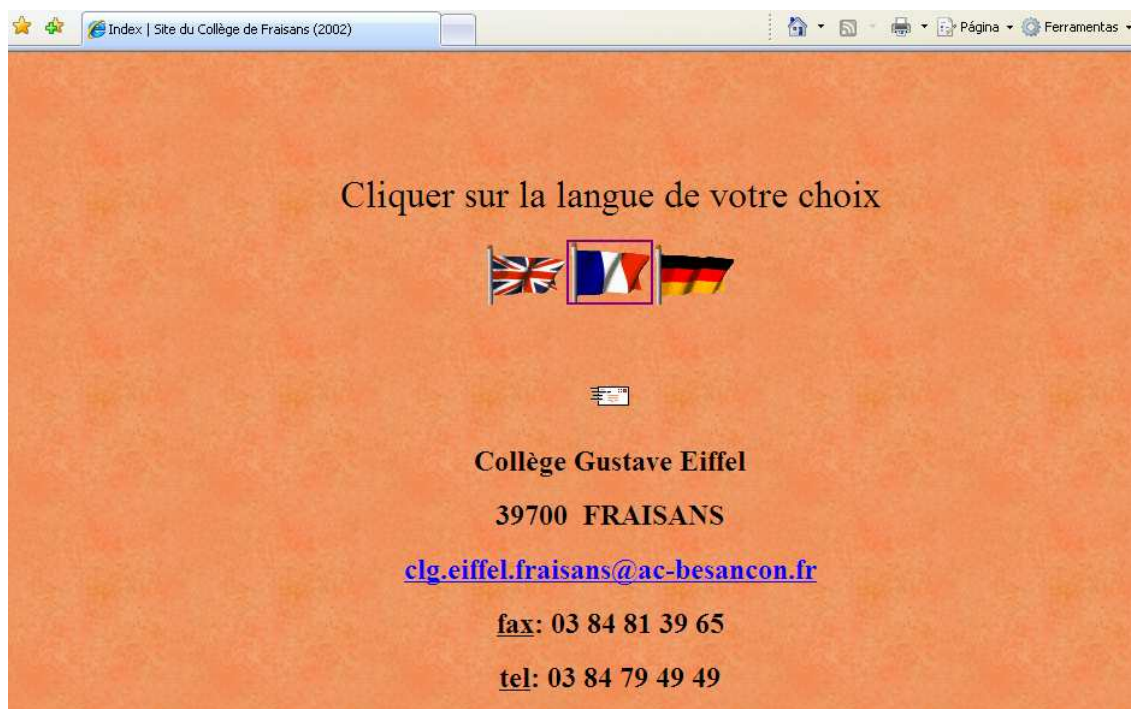 Index | Site du Collège de Fraisans (2002)
Página
Ferramentas
Cliquer sur la langue de votre choix
Collège Gustave Eiffel
39700 FRAISANS
clg.eiffel.fraisans@ac-besancon.fr
fax: 03 84 81 39 65
tel: 03 84 79 49 49